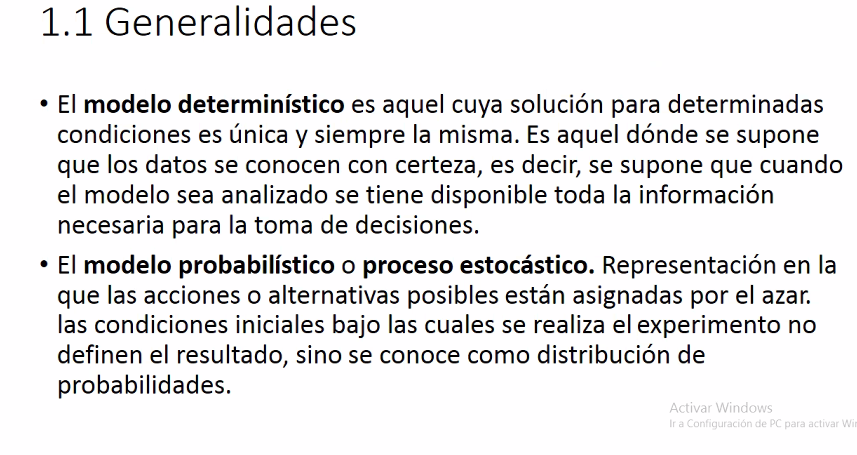 1.1 Generalidades
• El modelo determinístico es aquel cuya solución para determinadas
condiciones es única y siempre la misma. Es aquel dónde se supone
que los datos se conocen con certeza, es decir, se supone que cuando
el modelo sea analizado se tiene disponible toda la información
necesaria para la toma de decisiones.
• El modelo probabilístico o proceso estocástico. Representación en la
que las acciones o alternativas posibles están asignadas por el azar.
las condiciones iniciales bajo las cuales se realiza el experimento no
definen el resultado, sino se conoce como distribución de
probabilidades.
Activar Windows
Ir a Configuración de PC para activar Wi